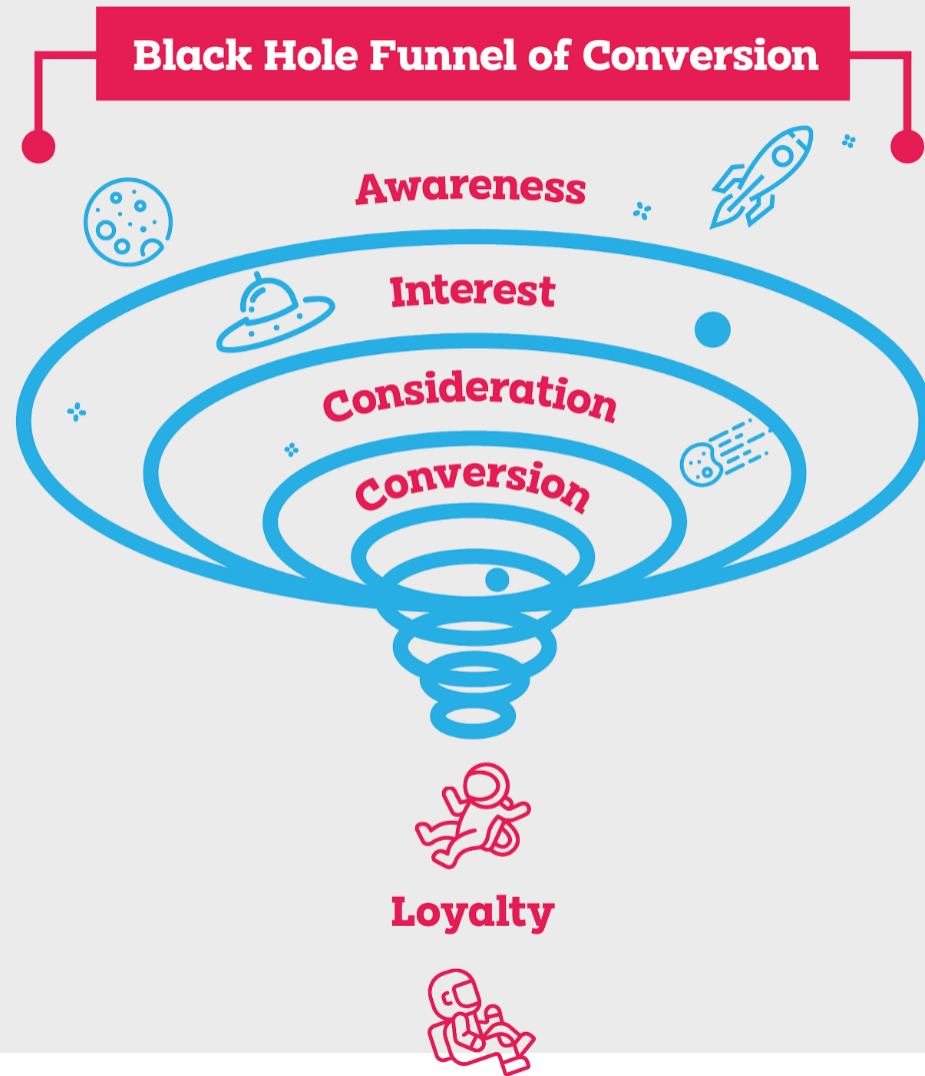 Black Hole Funnel of Conversion
Awareness
Interest
Consideration
Conversion
Loyalty